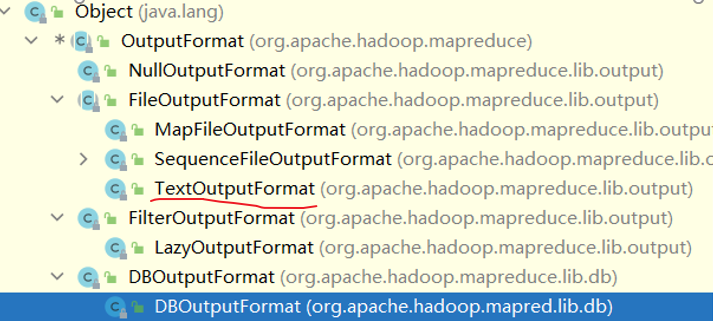 Object (java.lang)
* OutputFormat (org.apache.hadoop.mapreduce)
NullOutputFormat (org.apache.hadoop.mapreduce.lib.output)
FileOutputFormat (org.apache.hadoop.mapreduce.lib.output)
MapFileOutputFormat (org.apache.hadoop.mapreduce.lib.outpu
SequenceFileOutputFormat (org.apache.hadoop.mapreduce.lib.o
TextOutputFormat (org.apache.hadoop.mapreduce.lib.output)
FilterOutputFormat (org.apache.hadoop.mapreduce.lib.output)
LazyOutputFormat (org.apache.hadoop.mapreduce.lib.output)
DBOutputFormat (org.apache.hadoop.mapreduce.lib.db)
DBOutputFormat (org.apache.hadoop.mapred.lib.db)